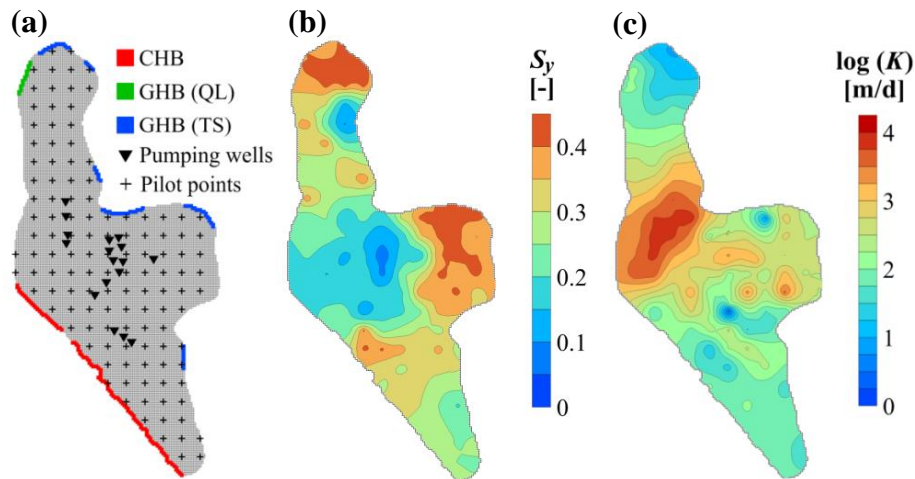 (a)
CHB
GHB (QL)
GHB (TS)
Pumping wells
Pilot points
(b)
Sy
[-]
0.4
0.3
0.2
0.1
0
(c)
log (K)
[m/d]
4
3
2
1
0